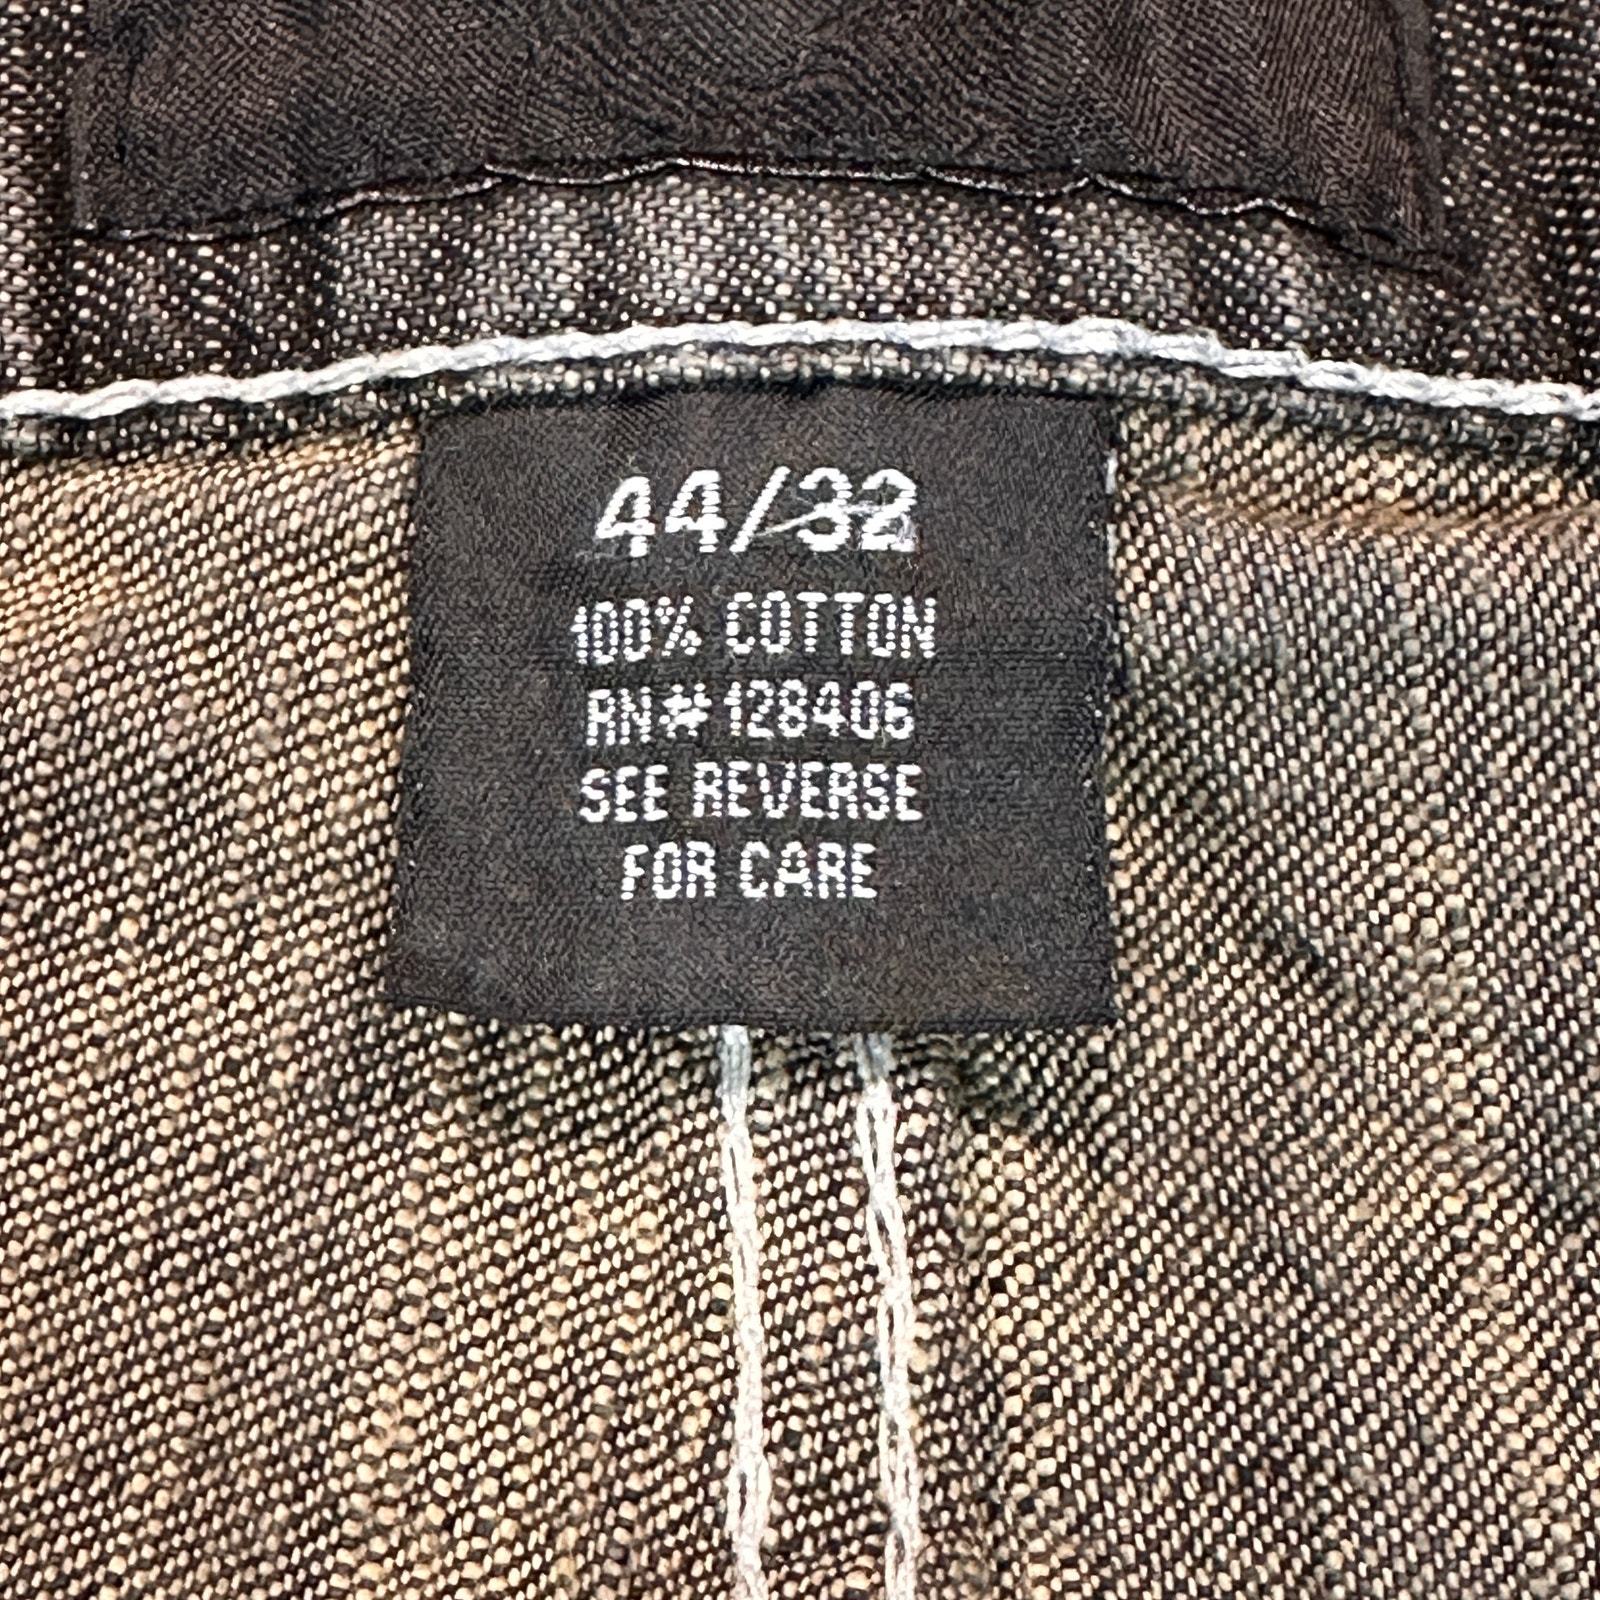 44/32
100% COTTON
RN# 128406
SEE REVERSE
FOR CARE